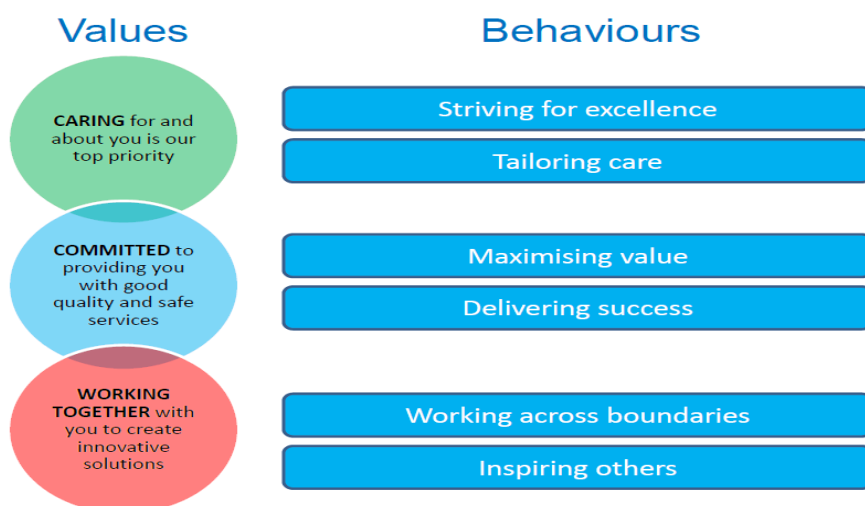 Values
Behaviours
CARING for and
about you is our
top priority
Striving for excellence
Tailoring care
COMMITTED to
providing you
with good
quality and safe
services
Maximising value
Delivering success
WORKING
TOGETHER with
you to create
innovative
solutions
Working across boundaries
Inspiring others